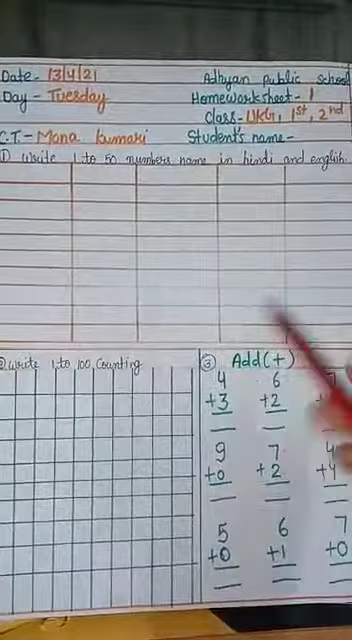 Date- 13/4/21 Adhyan public School
Day- Tuesday Homeworksheet- 1
Class- UKG, 1st, 2nd
C.T.- Mona kumari Student's name-
① Write 1 to 50 numbers name in hindi and english.
② Write 1 to 100 Counting ③ Add (+)
4 6 7
+3 +2
9 7 4
+0 +2 +4
5 6 7
+0 +1 +0